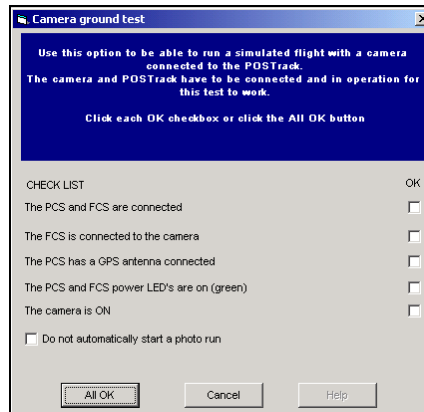 Camera ground test
Use this option to be able to run a simulated flight with a camera
connected to the POSTrack.
The camera and POSTrack have to be connected and in operation for
this test to work.
Click each OK checkbox or click the All OK button
CHECK LIST OK
The PCS and FCS are connected
The FCS is connected to the camera
The PCS has a GPS antenna connected
The PCS and FCS power LED's are on (green)
The camera is ON
Do not automatically start a photo run
All OK Cancel Help